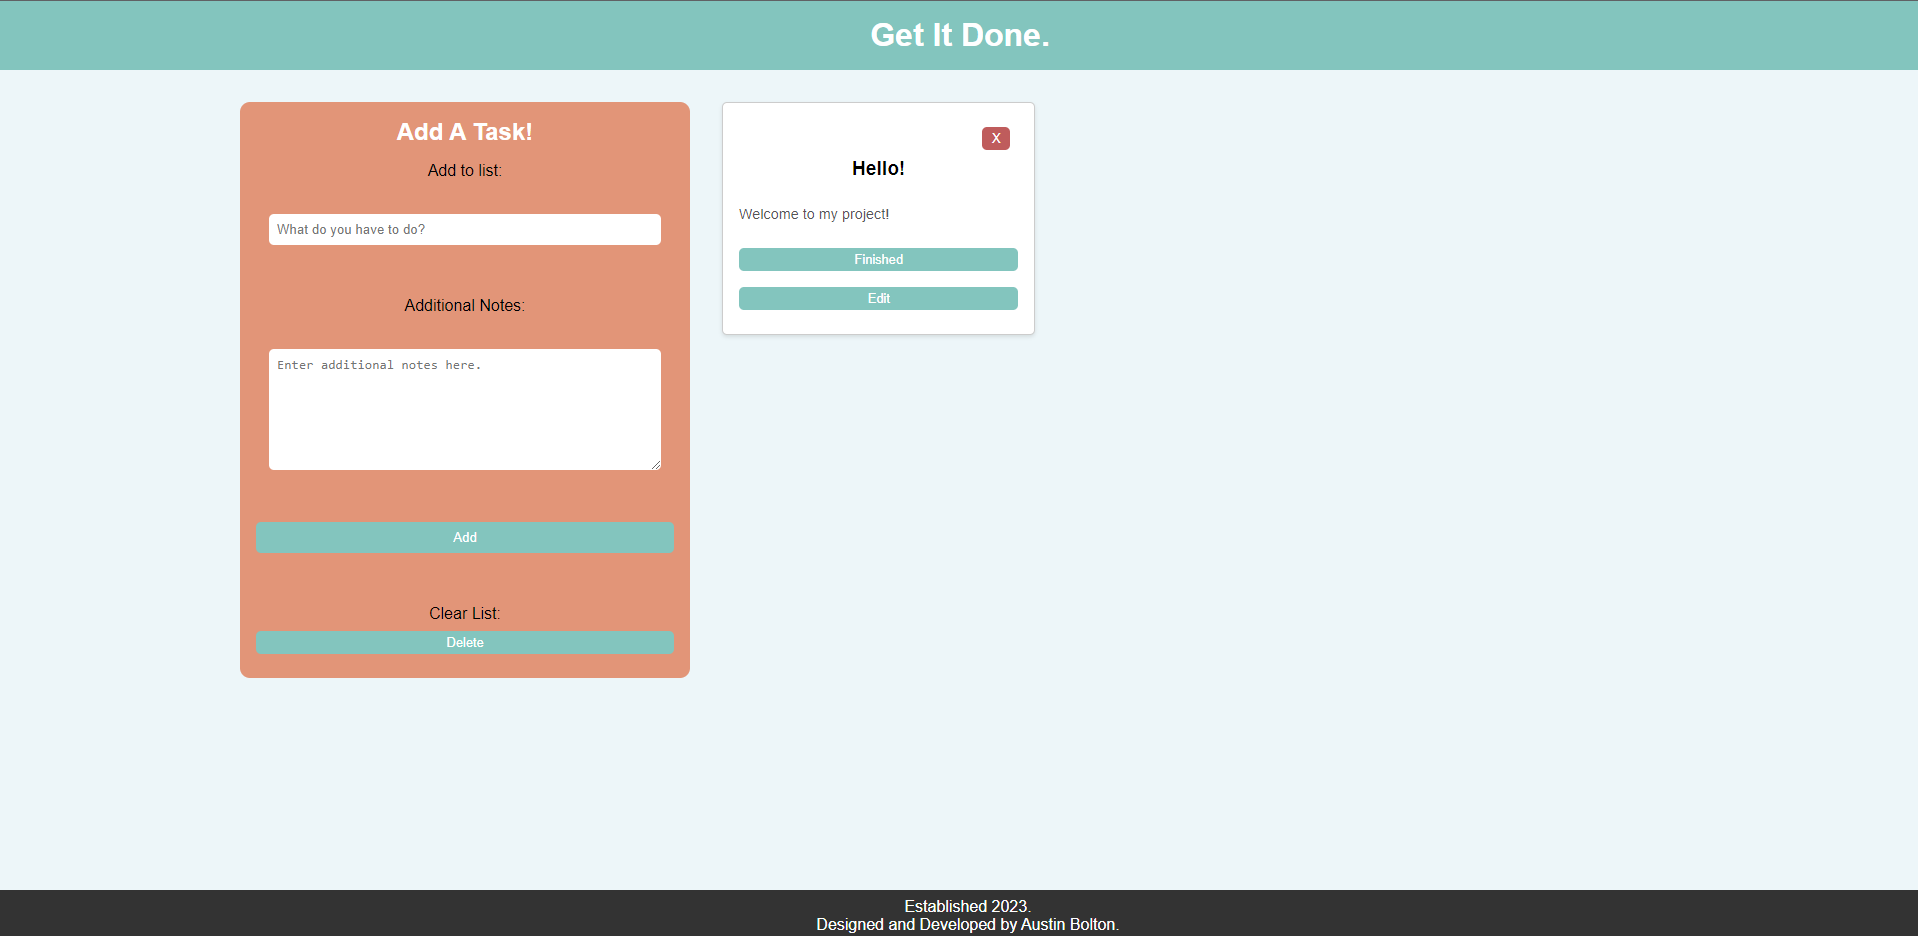 Get It Done.
Add A Task!
Add to list:
What do you have to do?
Additional Notes:
Enter additional notes here.
Add
Clear List:
Delete
X
Hello!
Welcome to my project!
Finished
Edit
Established 2023.
Designed and Developed by Austin Bolton.